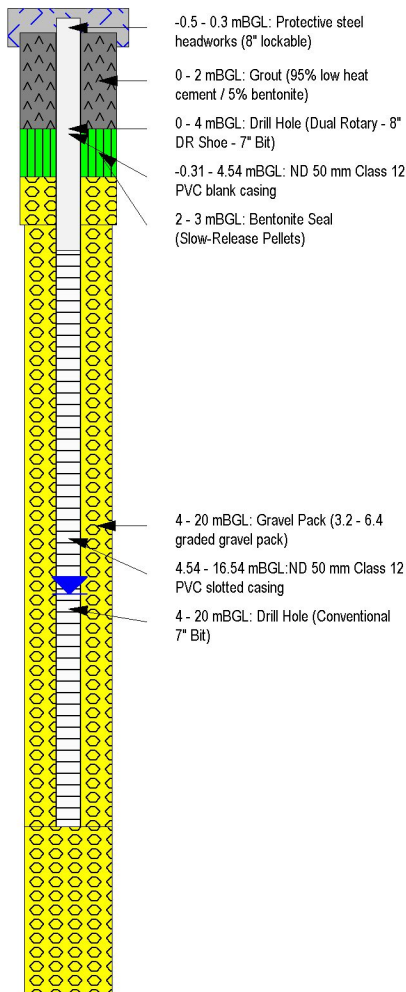 -0.5 - 0.3 mBGL: Protective steel
headworks (8" lockable)
0 - 2 mBGL: Grout (95% low heat
cement / 5% bentonite)
0 - 4 mBGL: Drill Hole (Dual Rotary - 8"
DR Shoe - 7" Bit)
-0.31 - 4.54 mBGL: ND 50 mm Class 12
PVC blank casing
2 - 3 mBGL: Bentonite Seal
(Slow-Release Pellets)
4 - 20 mBGL: Gravel Pack (3.2 - 6.4
graded gravel pack)
4.54 - 16.54 mBGL:ND 50 mm Class 12
PVC slotted casing
4 - 20 mBGL: Drill Hole (Conventional
7" Bit)